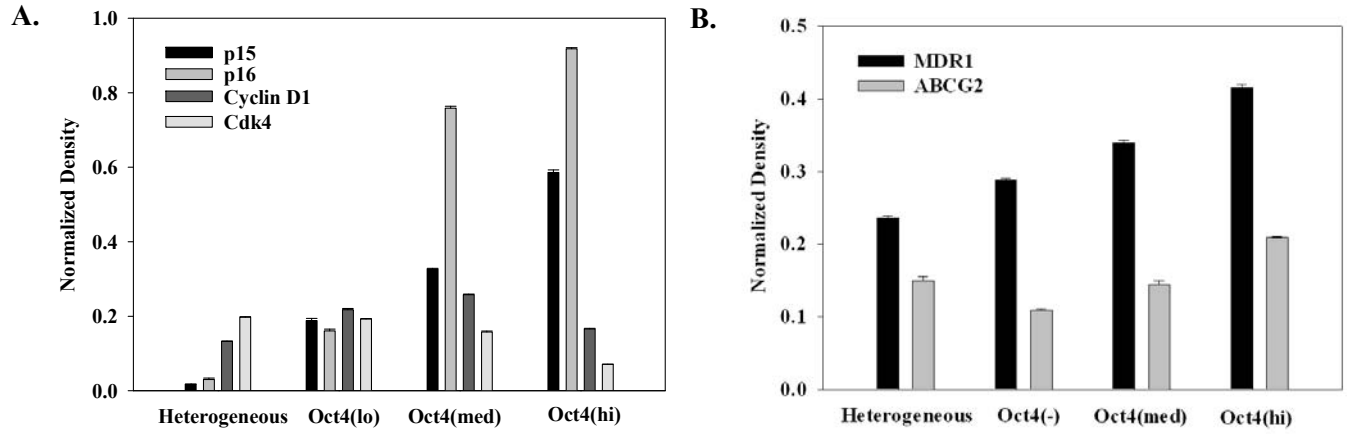 A.
Normalized Density
1.0
0.8
0.6
0.4
0.2
0.0
p15
p16
Cyclin D1
Cdk4
Heterogeneous Oct4(lo) Oct4(med) Oct4(hi)
B.
Normalized Density
0.5
0.4
0.3
0.2
0.1
0.0
MDR1
ABCG2
Heterogeneous Oct4(-) Oct4(med) Oct4(hi)